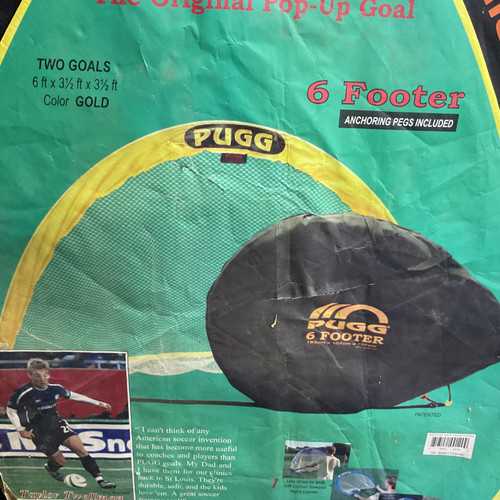 The Original Pop-Up Goal
TWO GOALS
6 ft x 3½ ft x 3½ ft
Color GOLD
6 Footer
ANCHORING PEGS INCLUDED
PUGG
PUGG
6 FOOTER
PATENTED
"I can't think of any
American soccer invention
that has become more useful
to coaches and players than
PUGG goals. My Dad and
I have them for our clinics
back in St Louis. They're
durable, safe, and the kids
love 'em. A great soccer
Taylor Twellman